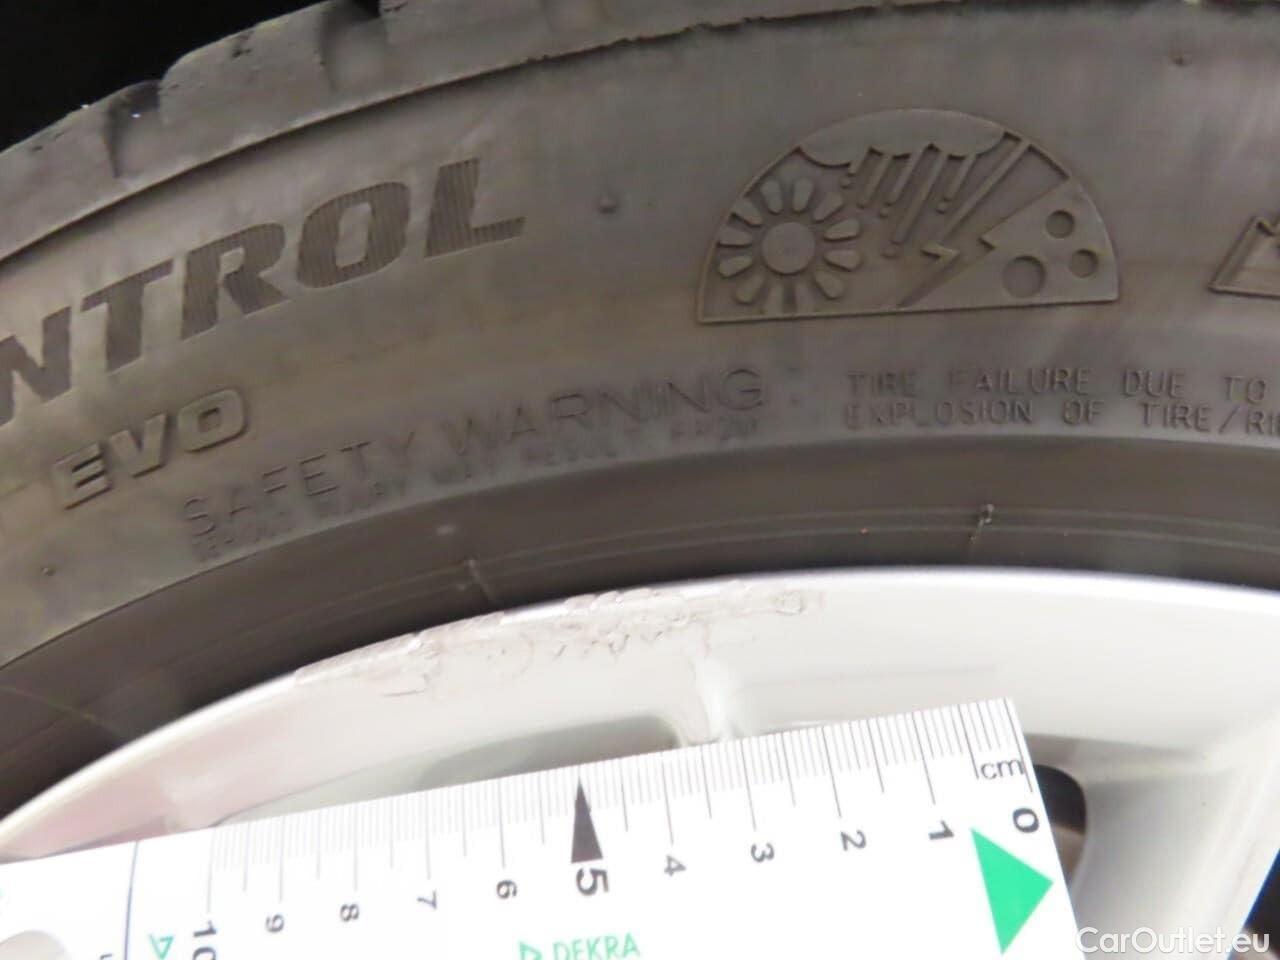 NTROL
EVO
SAFETY WARNING
TIRE FAILURE DUE TO
EXPLOSION OF TIRE/RI
cm
0
1
2
3
4
5
6
7
8
9
10
DEKRA
CarOutlet.eu